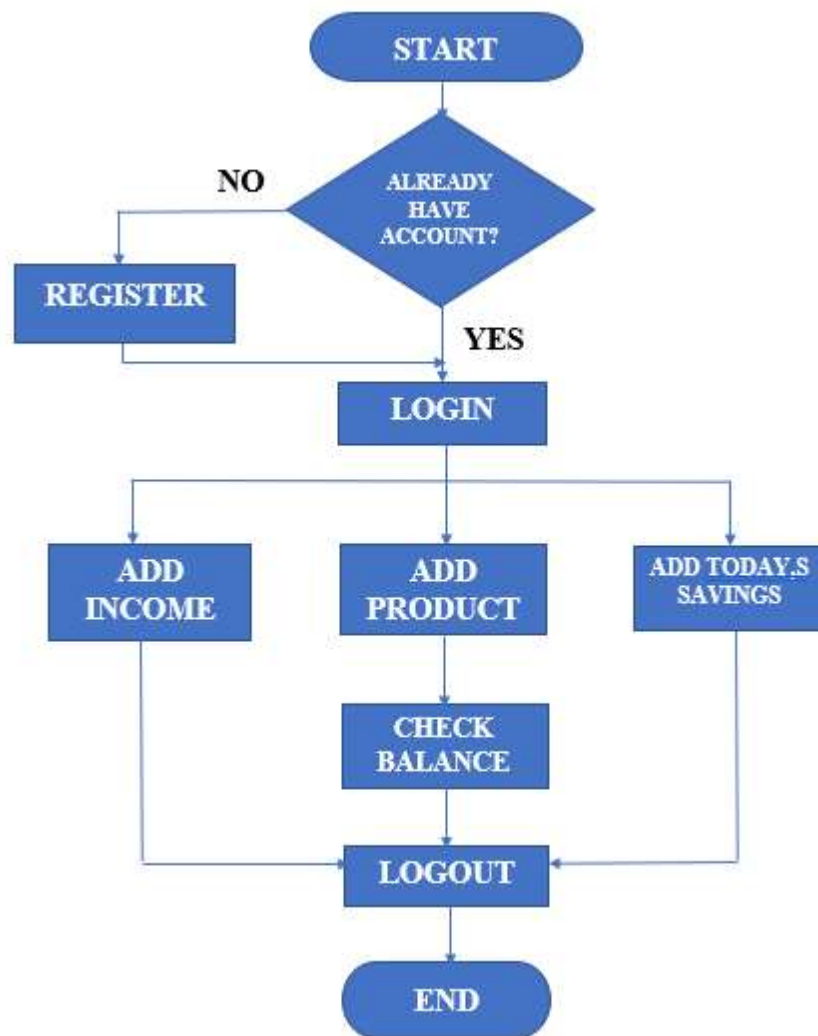 START
ALREADY
HAVE
ACCOUNT?
NO
REGISTER
YES
LOGIN
ADD
INCOME
ADD
PRODUCT
ADD TODAY,S
SAVINGS
CHECK
BALANCE
LOGOUT
END